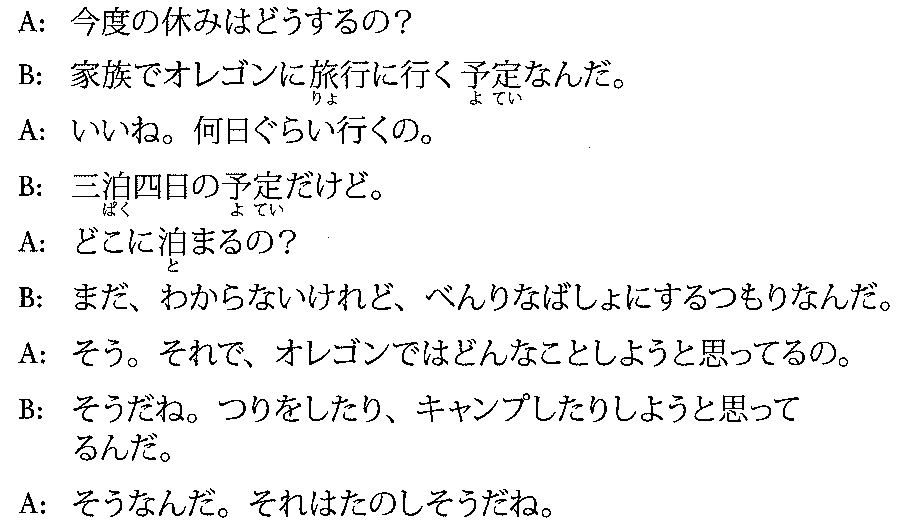 A: 今度の休みはどうするの？
B: 家族でオレゴンに旅行に行く予定なんだ。
りょ よ てい
A: いいね。何日ぐらい行くの。
B: 三泊四日の予定だけど。
ぱく よ てい
A: どこに泊まるの？
と
B: まだ、わからないけれど、べんりなばしょにするつもりなんだ。
A: そう。それで、オレゴンではどんなことしようと思ってるの。
B: そうだね。つりをしたり、キャンプしたりしようと思って
るんだ。
A: そうなんだ。それはたのしそうだね。